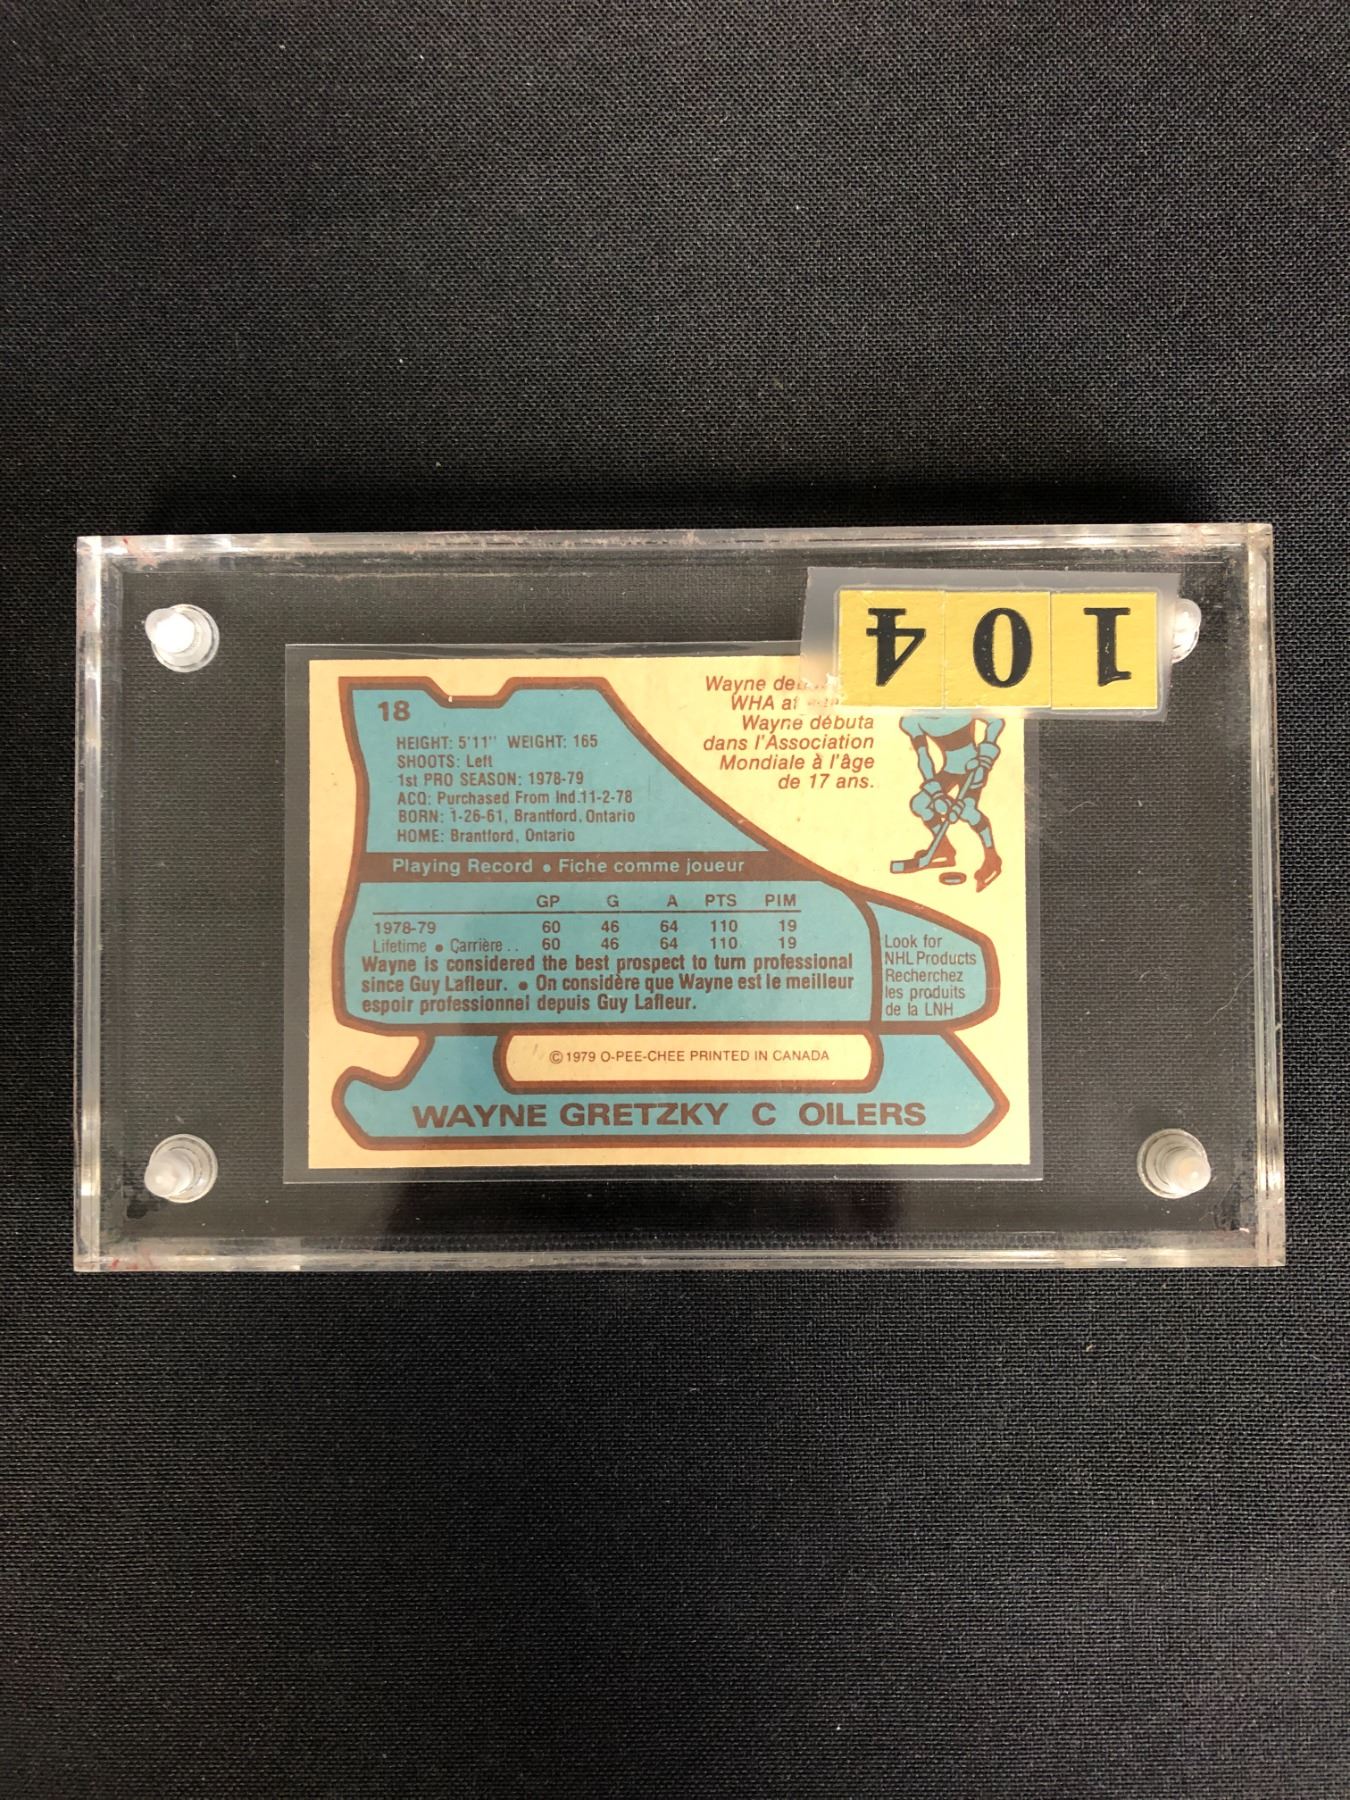 104
18
HEIGHT: 5'11" WEIGHT: 165
SHOOTS: Left
1st PRO SEASON: 1978-79
ACQ: Purchased From Ind.11-2-78
BORN: 1-26-61, Brantford, Ontario
HOME: Brantford, Ontario
Wayne
WHA
Wayne débuta
dans l'Association
Mondiale à l'âge
de 17 ans.
Playing Record • Fiche comme joueur
GP G A PTS PIM
1978-79 60 46 64 110 19
Lifetime • Carrière .. 60 46 64 110 19
Wayne is considered the best prospect to turn professional
since Guy Lafleur. • On considère que Wayne est le meilleur
espoir professionnel depuis Guy Lafleur.
Look for
NHL Products
Recherchez
les produits
de la LNH
© 1979 O-PEE-CHEE PRINTED IN CANADA
WAYNE GRETZKY C OILERS